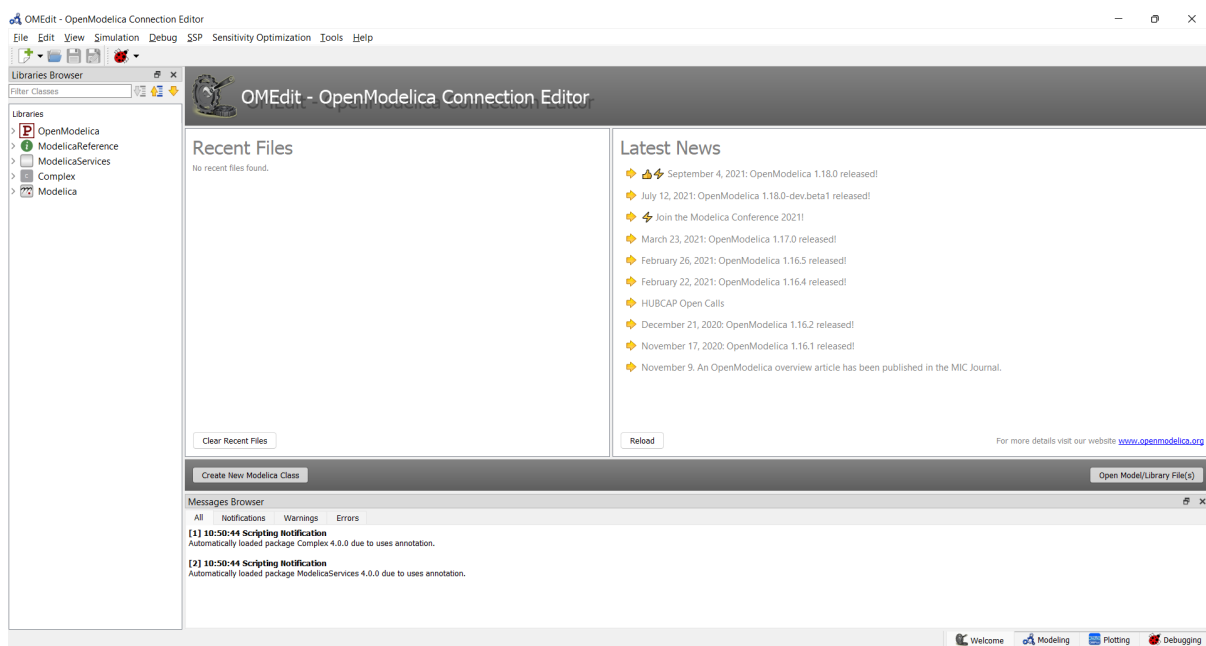 OMEdit - OpenModelica Connection Editor
File Edit View Simulation Debug SSP Sensitivity Optimization Tools Help
Libraries Browser
Filter Classes
Libraries
OpenModelica
ModelicaReference
ModelicaServices
Complex
Modelica
OMEdit - OpenModelica Connection Editor
Recent Files
No recent files found.
Clear Recent Files
Latest News
September 4, 2021: OpenModelica 1.18.0 released!
July 12, 2021: OpenModelica 1.18.0-dev.beta1 released!
Join the Modelica Conference 2021!
March 23, 2021: OpenModelica 1.17.0 released!
February 26, 2021: OpenModelica 1.16.5 released!
February 22, 2021: OpenModelica 1.16.4 released!
HUBCAP Open Calls
December 21, 2020: OpenModelica 1.16.2 released!
November 17, 2020: OpenModelica 1.16.1 released!
November 9. An OpenModelica overview article has been published in the MIC Journal.
Reload
For more details visit our website www.openmodelica.org
Create New Modelica Class
Open Model/Library File(s)
Messages Browser
All Notifications Warnings Errors
[1] 10:50:44 Scripting Notification
Automatically loaded package Complex 4.0.0 due to uses annotation.
[2] 10:50:44 Scripting Notification
Automatically loaded package ModelicaServices 4.0.0 due to uses annotation.
Welcome Modeling Plotting Debugging